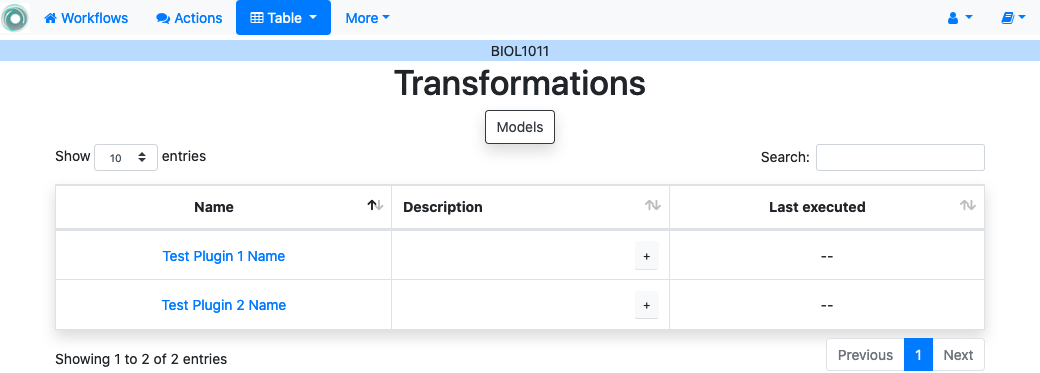 Workflows Actions Table More
BIOL1011
Transformations
Models
Show 10 entries Search:
Name Description Last executed
Test Plugin 1 Name + --
Test Plugin 2 Name + --
Showing 1 to 2 of 2 entries Previous 1 Next